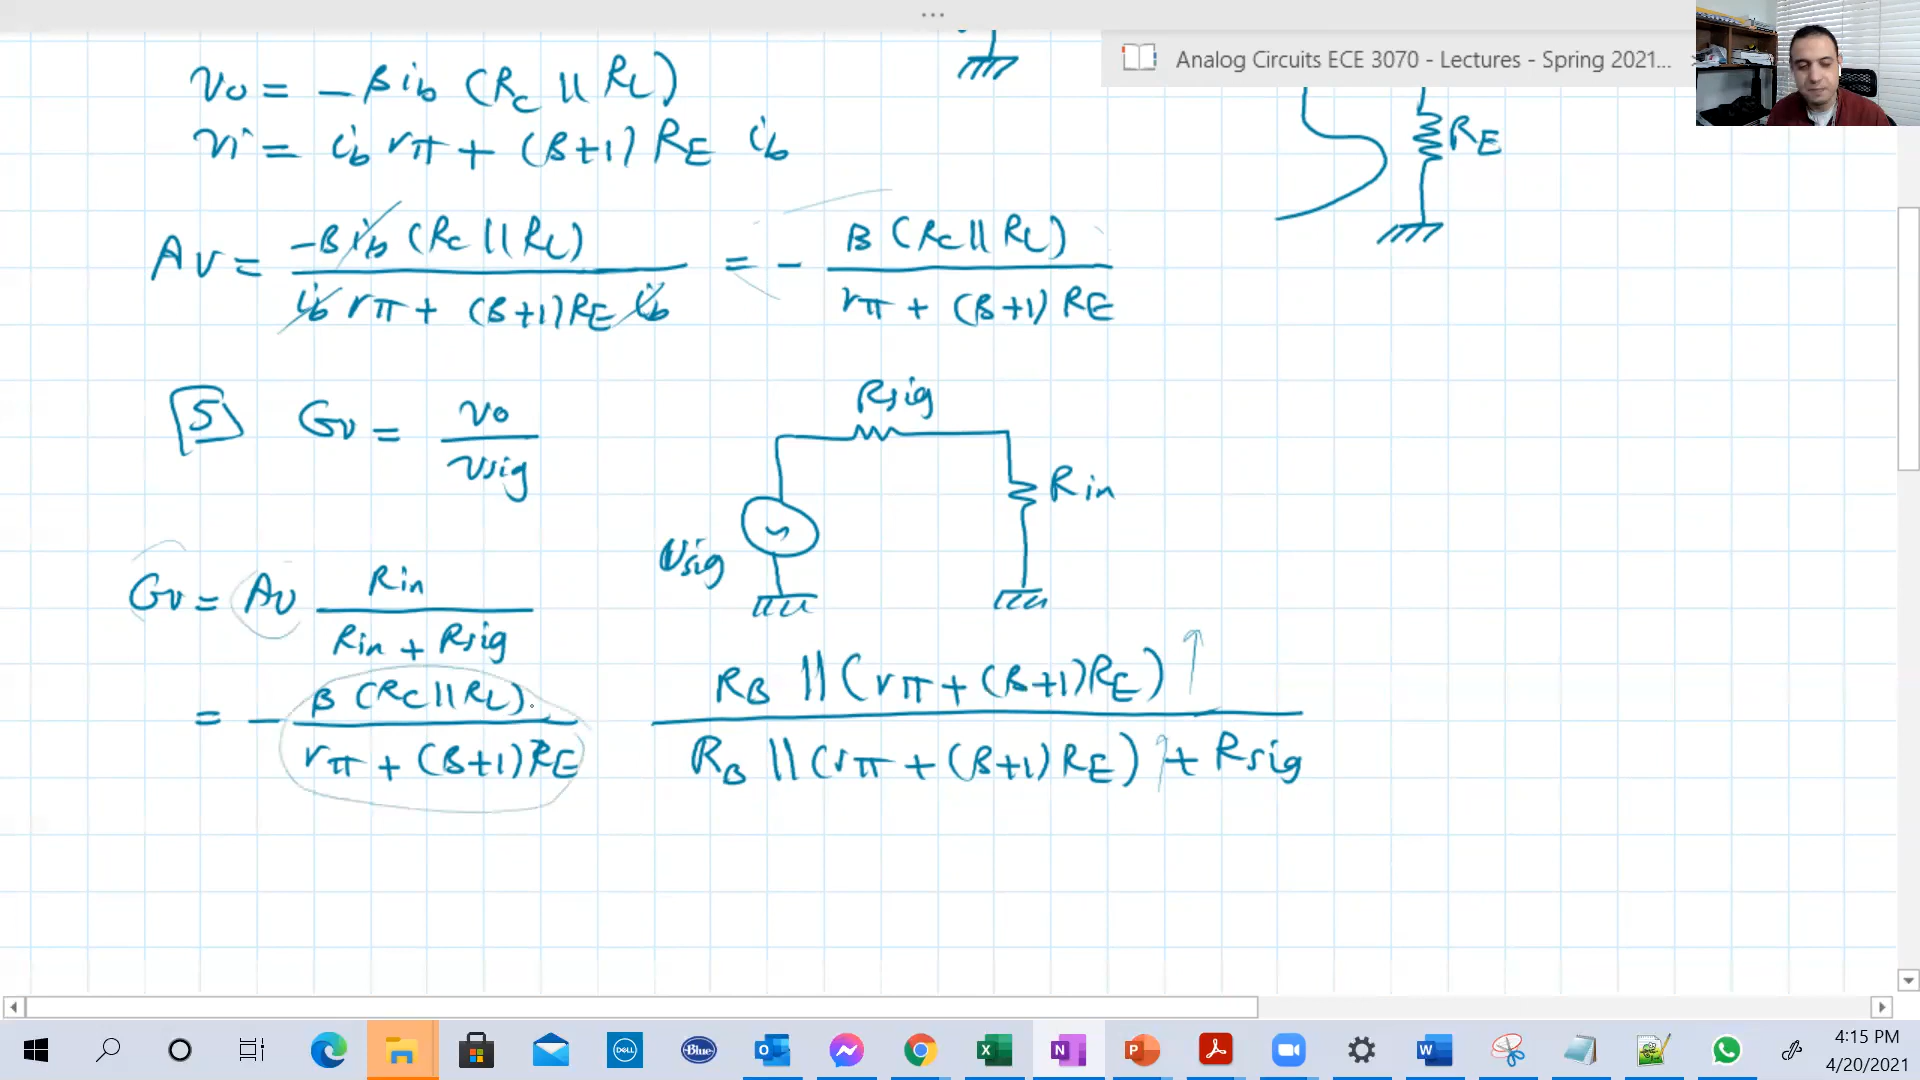 ...
Analog Circuits ECE 3070 - Lectures - Spring 2021...
vo = - β ib (Rc || RL)
vi = ib rπ + (β+1) RE ib
RE
Av = -β ib (Rc || RL) / ib rπ + (β+1) RE ib = - β (Rc || RL) / rπ + (β+1) RE
5 Gv = vo / vsig
Rsig
Rin
vsig
Gv = Av Rin / Rin + Rsig
= - β (Rc || RL) / rπ + (β+1) RE RB || (rπ + (β+1) RE) ↑ / RB || (rπ + (β+1) RE) ↑ + Rsig
DELL
Blue
4:15 PM
4/20/2021